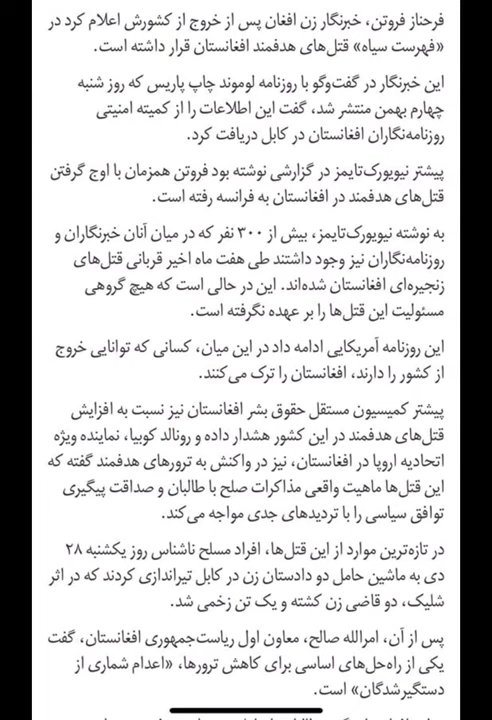 فرحناز فروتن، خبرنگار زن افغان پس از خروج از کشورش اعلام کرد در
«فهرست سیاه» قتل‌های هدفمند افغانستان قرار داشته است.
این خبرنگار در گفت‌وگو با روزنامه لوموند چاپ پاریس که روز شنبه
چهارم بهمن منتشر شد، گفت این اطلاعات را از کمیته امنیتی
روزنامه‌نگاران افغانستان در کابل دریافت کرد.
پیشتر نیویورک‌تایمز در گزارشی نوشته بود فروتن همزمان با اوج گرفتن
قتل‌های هدفمند در افغانستان به فرانسه رفته است.
به نوشته نیویورک‌تایمز، بیش از ۳۰۰ نفر که در میان آنان خبرنگاران و
روزنامه‌نگاران نیز وجود داشتند طی هفت ماه اخیر قربانی قتل‌های
زنجیره‌ای افغانستان شده‌اند. این در حالی است که هیچ گروهی
مسئولیت این قتل‌ها را بر عهده نگرفته است.
این روزنامه آمریکایی ادامه داد در این میان، کسانی که توانایی خروج
از کشور را دارند، افغانستان را ترک می‌کنند.
پیشتر کمیسیون مستقل حقوق بشر افغانستان نیز نسبت به افزایش
قتل‌های هدفمند در این کشور هشدار داده و رونالد کوبیا، نماینده ویژه
اتحادیه اروپا در افغانستان، نیز در واکنش به ترورهای هدفمند گفته که
این قتل‌ها ماهیت واقعی مذاکرات صلح با طالبان و صداقت پیگیری
توافق سیاسی را با تردیدهای جدی مواجه می‌کند.
در تازه‌ترین موارد از این قتل‌ها، افراد مسلح ناشناس روز یکشنبه ۲۸
دی به ماشین حامل دو دادستان زن در کابل تیراندازی کردند که در اثر
شلیک، دو قاضی زن کشته و یک تن زخمی شد.
پس از آن، امرالله صالح، معاون اول ریاست‌جمهوری افغانستان، گفت
یکی از راه‌حل‌های اساسی برای کاهش ترورها، «اعدام شماری از
دستگیرشدگان» است.